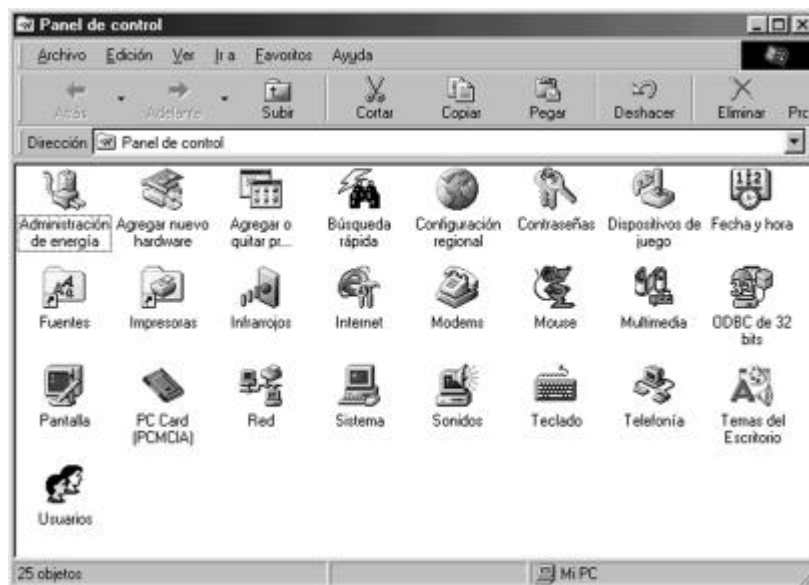 Panel de control
Archivo Edición Ver Ir a Favoritos Ayuda
Atrás Adelante Subir Cortar Copiar Pegar Deshacer Eliminar Pro
Dirección Panel de control
Administración de energía
Agregar nuevo hardware
Agregar o quitar pr...
Búsqueda rápida
Configuración regional
Contraseñas
Dispositivos de juego
Fecha y hora
Fuentes
Impresoras
Infrarrojos
Internet
Modems
Mouse
Multimedia
ODBC de 32 bits
Pantalla
PC Card (PCMCIA)
Red
Sistema
Sonidos
Teclado
Telefonía
Temas del Escritorio
Usuarios
25 objetos Mi PC